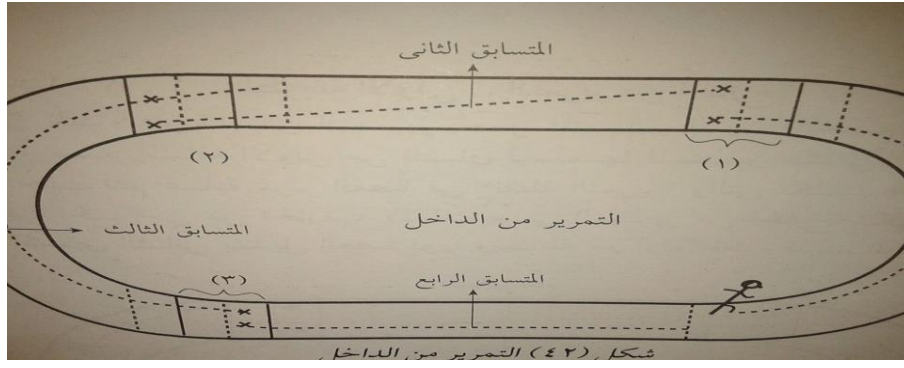 المتسابق الثانى
(٢)
(١)
التمرير من الداخل
المتسابق الثالث
(٣)
المتسابق الرابع
شكل (٤٢) التمرير من الداخل